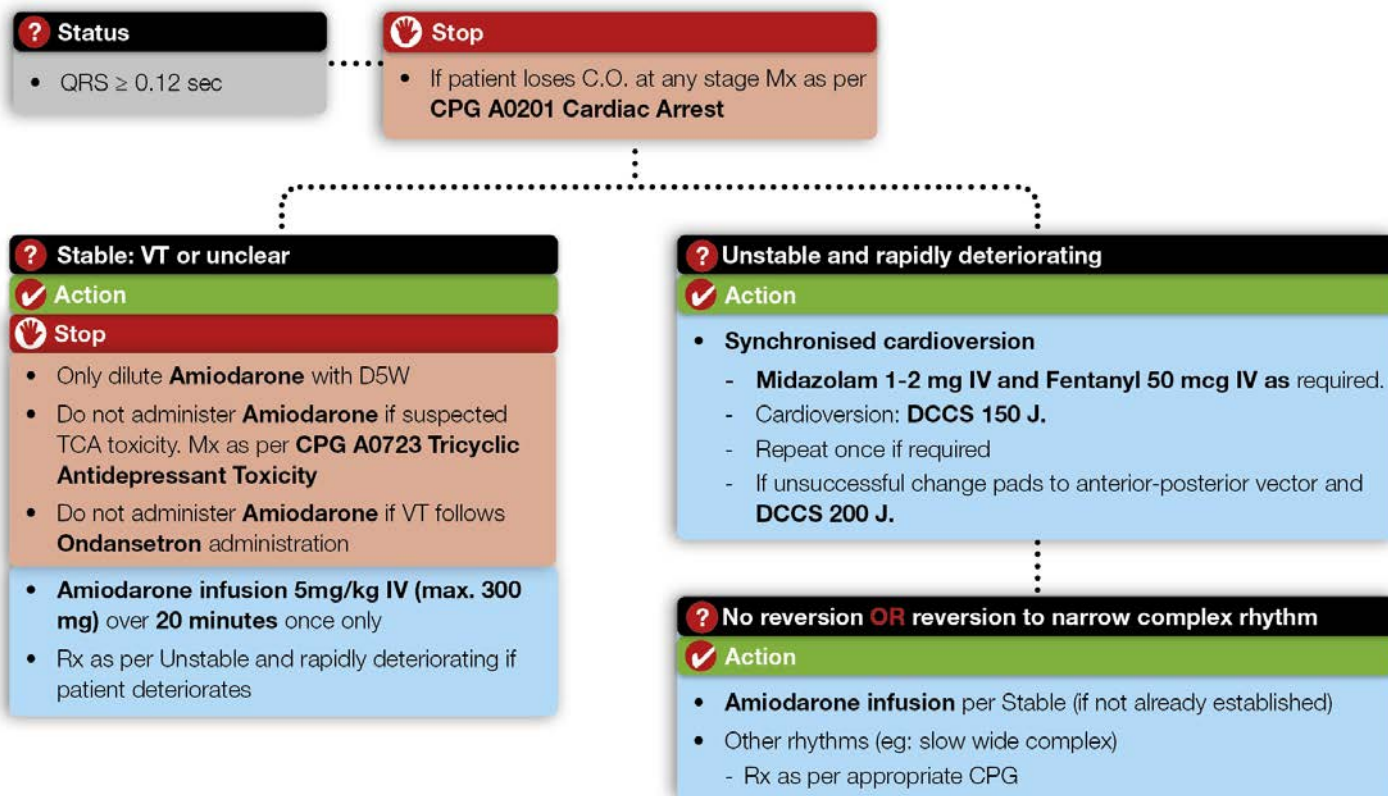 Status
• QRS ≥ 0.12 sec
Stop
• If patient loses C.O. at any stage Mx as per
CPG A0201 Cardiac Arrest
Stable: VT or unclear
Action
Stop
• Only dilute Amiodarone with D5W
• Do not administer Amiodarone if suspected
TCA toxicity. Mx as per CPG A0723 Tricyclic
Antidepressant Toxicity
• Do not administer Amiodarone if VT follows
Ondansetron administration
• Amiodarone infusion 5mg/kg IV (max. 300
mg) over 20 minutes once only
• Rx as per Unstable and rapidly deteriorating if
patient deteriorates
Unstable and rapidly deteriorating
Action
• Synchronised cardioversion
- Midazolam 1-2 mg IV and Fentanyl 50 mcg IV as required.
- Cardioversion: DCCS 150 J.
- Repeat once if required
- If unsuccessful change pads to anterior-posterior vector and
DCCS 200 J.
No reversion OR reversion to narrow complex rhythm
Action
• Amiodarone infusion per Stable (if not already established)
• Other rhythms (eg: slow wide complex)
- Rx as per appropriate CPG